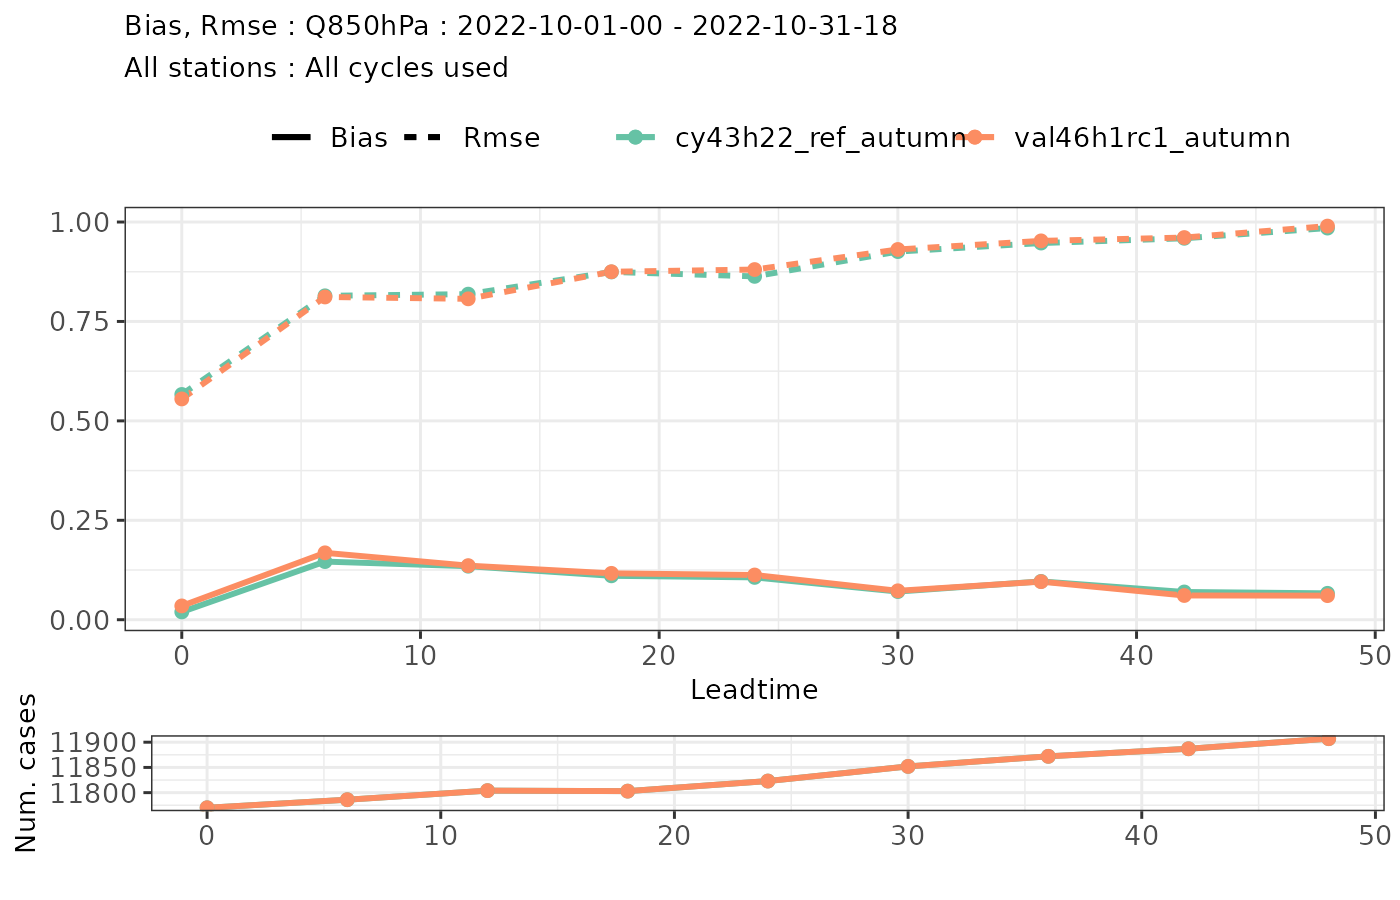 Bias, Rmse : Q850hPa : 2022-10-01-00 - 2022-10-31-18
All stations : All cycles used
Bias Rmse cy43h22_ref_autumn val46h1rc1_autumn
1.00
0.75
0.50
0.25
0.00
0 10 20 30 40 50
Leadtime
Num. cases
11900
11850
11800
0 10 20 30 40 50